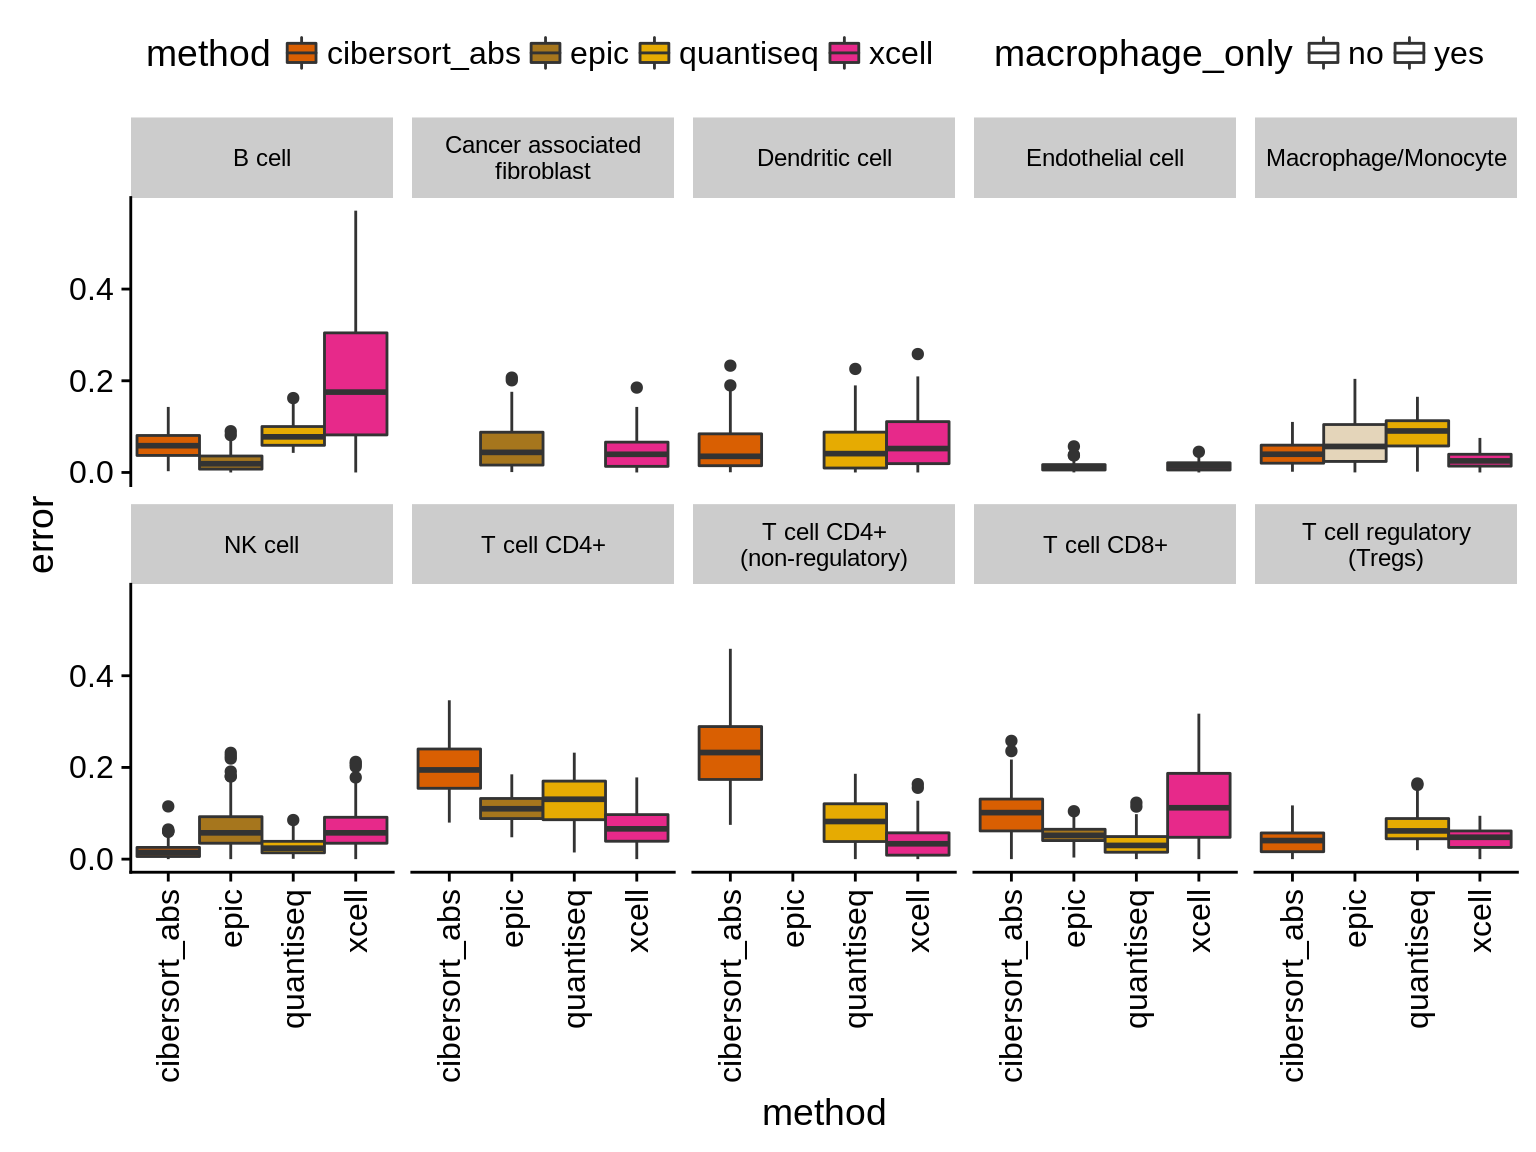 method cibersort_abs epic quantiseq xcell macrophage_only no yes
B cell
Cancer associated
fibroblast
Dendritic cell
Endothelial cell
Macrophage/Monocyte
0.4
0.2
0.0
error
NK cell
T cell CD4+
T cell CD4+
(non-regulatory)
T cell CD8+
T cell regulatory
(Tregs)
0.4
0.2
0.0
cibersort_abs
epic
quantiseq
xcell
cibersort_abs
epic
quantiseq
xcell
cibersort_abs
epic
quantiseq
xcell
cibersort_abs
epic
quantiseq
xcell
cibersort_abs
epic
quantiseq
xcell
method